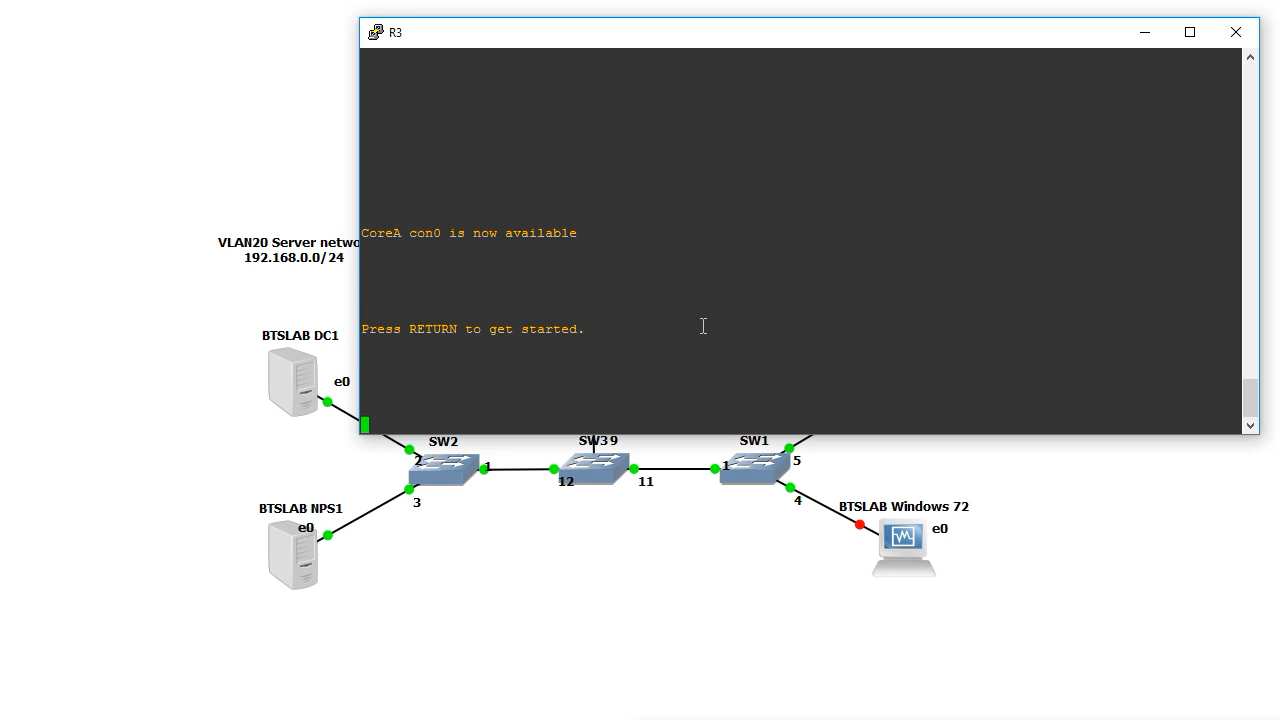 R3
CoreA con0 is now available
Press RETURN to get started.
VLAN20 Server netwo
192.168.0.0/24
BTSLAB DC1
e0
SW2
SW3 9
SW1
2
1
12
11
1
5
3
4
BTSLAB NPS1
e0
BTSLAB Windows 72
e0